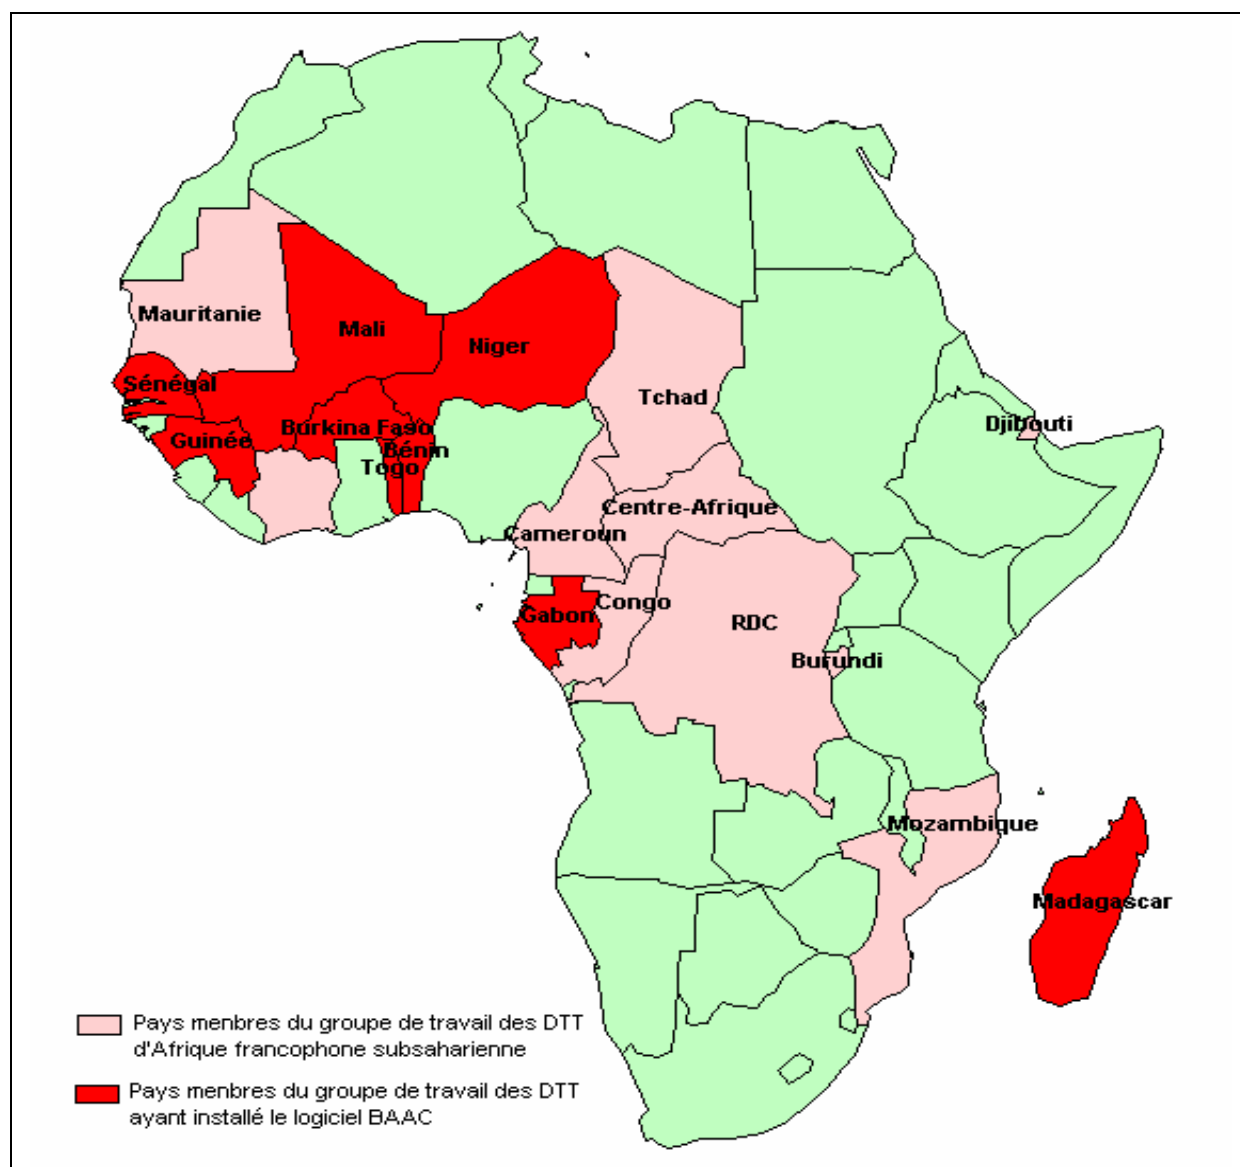 Mauritanie
Mali
Niger
Sénégal
Tchad
Djibouti
Burkina Faso
Guinée
Bénin
Togo
Centre-Afrique
Cameroun
Congo
Gabon
RDC
Burundi
Mozambique
Madagascar
Pays menbres du groupe de travail des DTT
d'Afrique francophone subsaharienne
Pays menbres du groupe de travail des DTT
ayant installé le logiciel BAAC